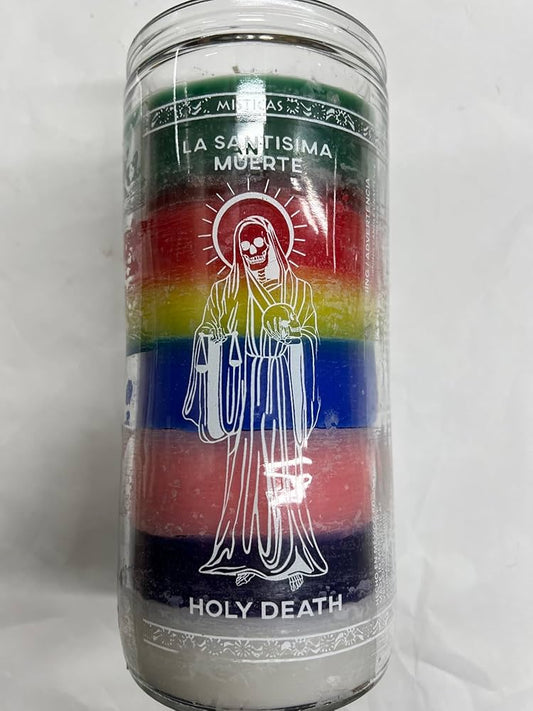 MISTICAS
LA SANTISIMA
MUERTE
HOLY DEATH